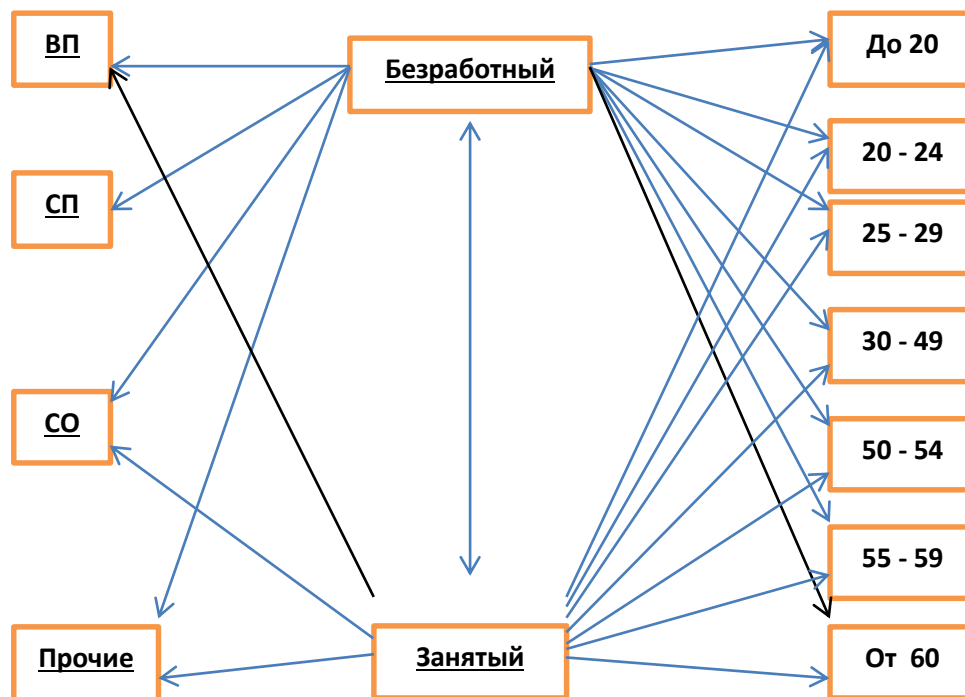 ВП
Безработный
До 20
20 - 24
СП
25 - 29
30 - 49
СО
50 - 54
55 - 59
Прочие
Занятый
От 60